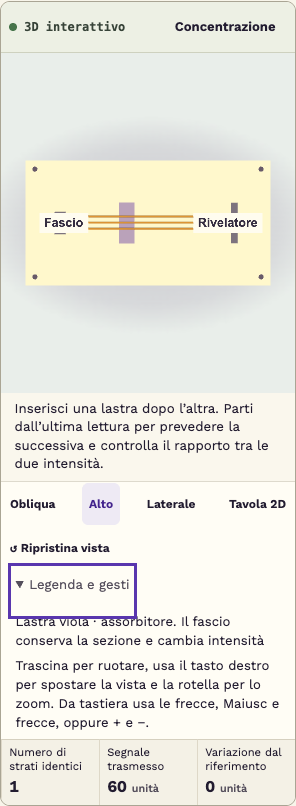 3D interattivo
Concentrazione
Fascio
Rivelatore
Inserisci una lastra dopo l’altra. Parti
dall’ultima lettura per prevedere la
successiva e controlla il rapporto tra le
due intensità.
Obliqua
Alto
Laterale
Tavola 2D
↺ Ripristina vista
▼ Legenda e gesti
Lastra viola · assorbitore. Il fascio
conserva la sezione e cambia intensità
Trascina per ruotare, usa il tasto destro
per spostare la vista e la rotella per lo
zoom. Da tastiera usa le frecce, Maiusc e
frecce, oppure + e −.
Numero di
strati identici
1
Segnale
trasmesso
60 unità
Variazione dal
riferimento
0 unità